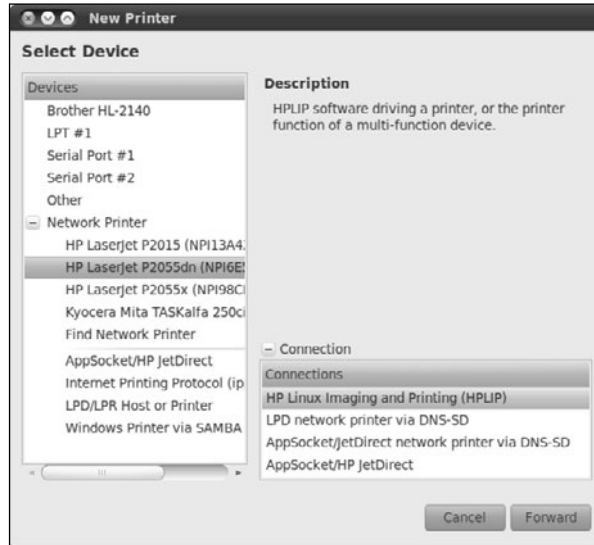 New Printer
Select Device
Devices
Brother HL-2140
LPT #1
Serial Port #1
Serial Port #2
Other
Network Printer
HP LaserJet P2015 (NPI13A4
HP LaserJet P2055dn (NPI6E
HP LaserJet P2055x (NPI98C
Kyocera Mita TASKalfa 250ci
Find Network Printer
AppSocket/HP JetDirect
Internet Printing Protocol (ip
LPD/LPR Host or Printer
Windows Printer via SAMBA
Description
HPLIP software driving a printer, or the printer
function of a multi-function device.
Connection
Connections
HP Linux Imaging and Printing (HPLIP)
LPD network printer via DNS-SD
AppSocket/JetDirect network printer via DNS-SD
AppSocket/HP JetDirect
Cancel
Forward